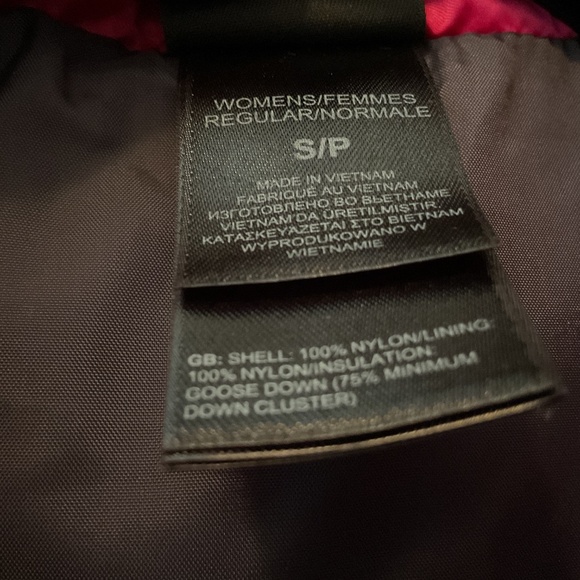 WOMENS/FEMMES
REGULAR/NORMALE
S/P
MADE IN VIETNAM
FABRIQUÉ AU VIETNAM
ИЗГОТОВЛЕНО ВО ВЬЕТНАМЕ
VIETNAM'DA ÜRETILMIŞTIR.
ΚΑΤΑΣΚΕΥΑΖΕΤΑΙ ΣΤΟ ΒΙΕΤΝΑΜ
WYPRODUKOWANO W
WIETNAMIE
GB: SHELL: 100% NYLON/LINING:
100% NYLON/INSULATION:
GOOSE DOWN (75% MINIMUM
DOWN CLUSTER)